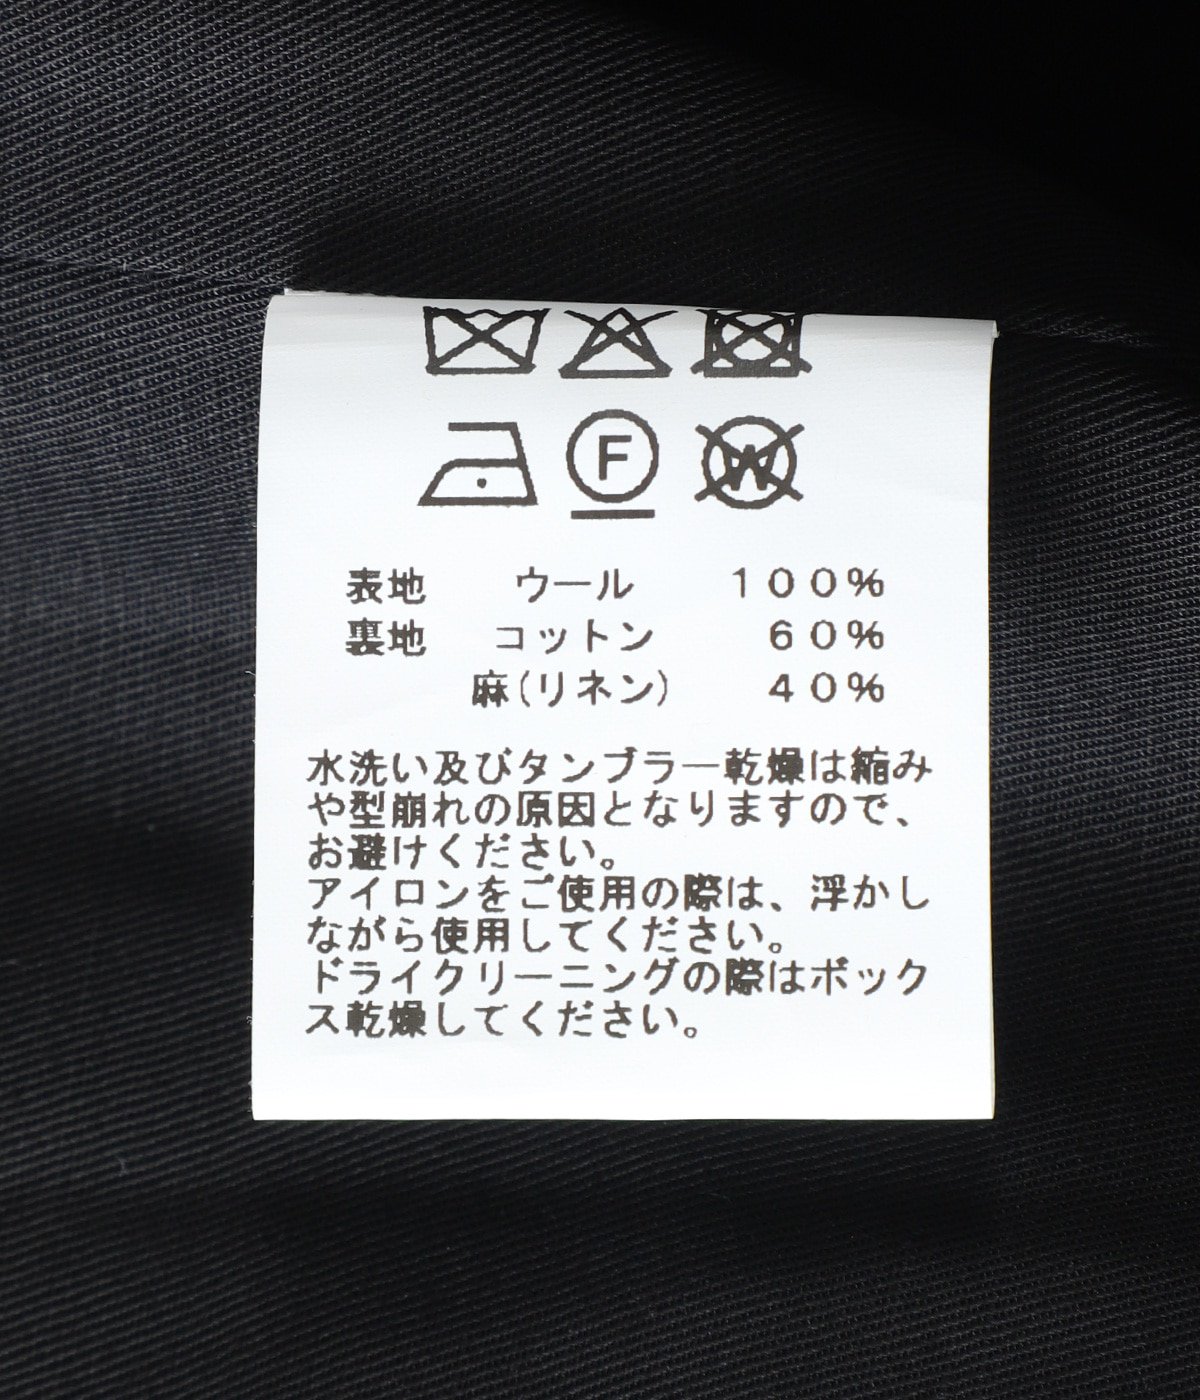 F W
表地 ウール 100%
裏地 コットン 60%
麻(リネン) 40%
水洗い及びタンブラー乾燥は縮み
や型崩れの原因となりますので、
お避けください。
アイロンをご使用の際は、浮かし
ながら使用してください。
ドライクリーニングの際はボック
ス乾燥してください。